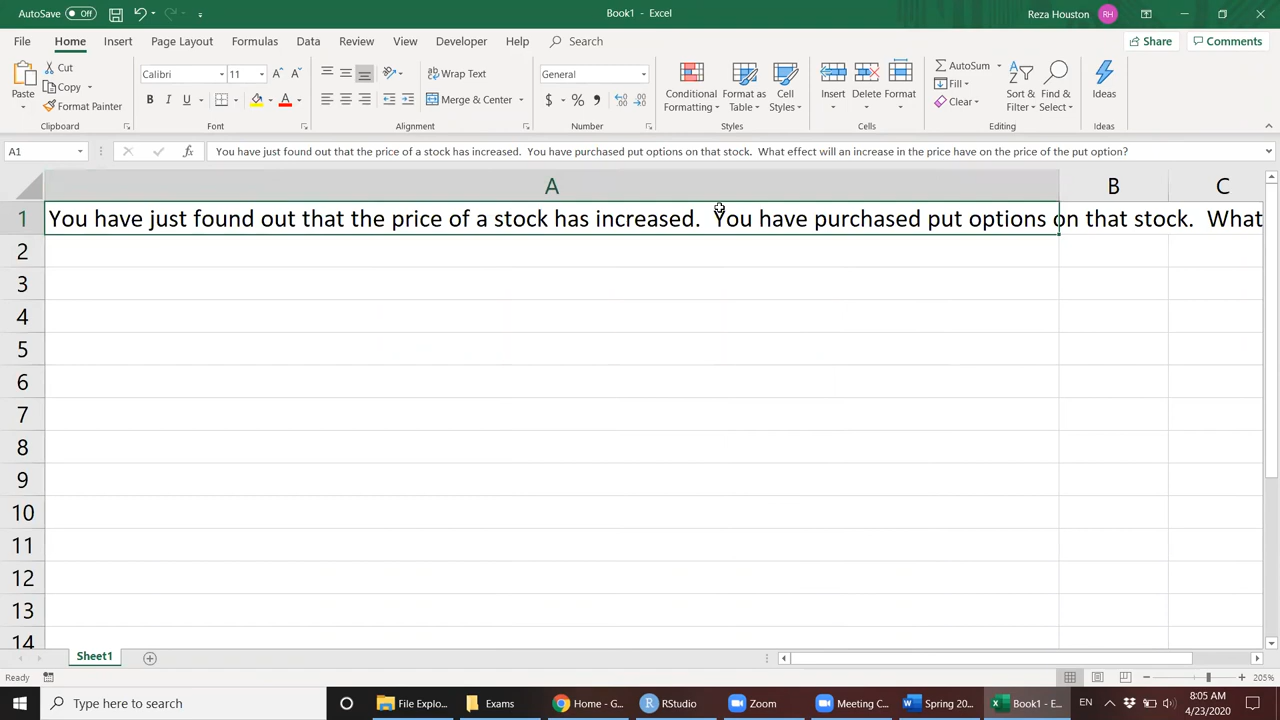 AutoSave Off Book1 - Excel Reza Houston RH
File Home Insert Page Layout Formulas Data Review View Developer Help Search Share Comments
Cut Calibri 11 Wrap Text General AutoSum
Copy Fill
Paste Format Painter Merge & Center Conditional Formatting Format as Table Cell Styles Insert Delete Format Clear Sort & Filter Find & Select Ideas
Clipboard Font Alignment Number Styles Cells Editing Ideas
A1 fx You have just found out that the price of a stock has increased. You have purchased put options on that stock. What effect will an increase in the price have on the price of the put option?
A B C
1 You have just found out that the price of a stock has increased. You have purchased put options on that stock. What
2
3
4
5
6
7
8
9
10
11
12
13
14
Sheet1
Ready 205%
Type here to search File Explo... Exams Home - G... RStudio Zoom Meeting C... Spring 20... Book1 - E... EN 8:05 AM
4/23/2020